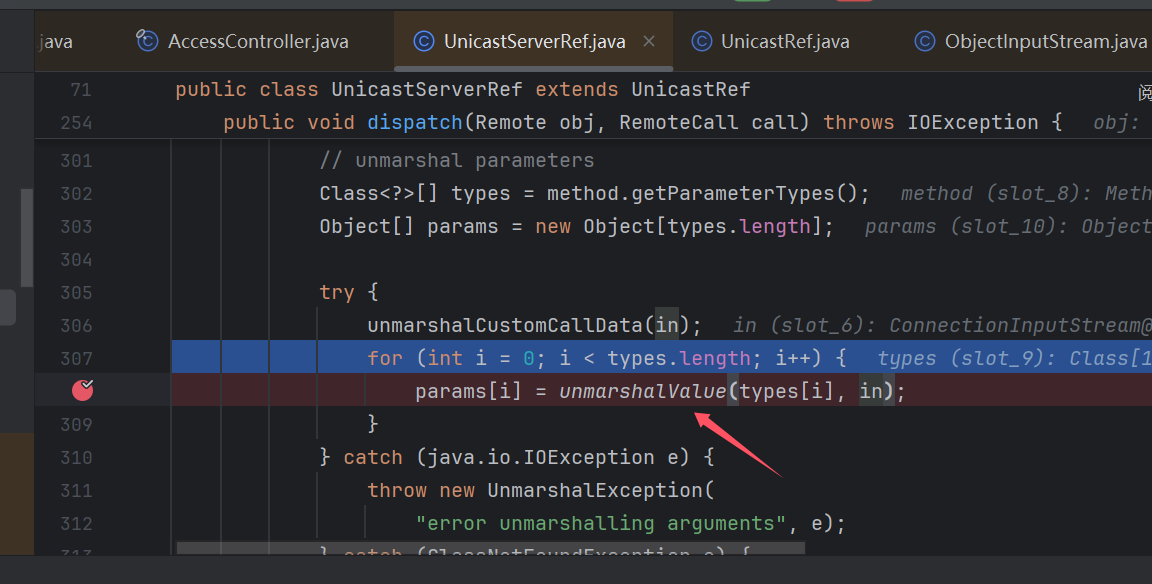 java AccessController.java UnicastServerRef.java UnicastRef.java ObjectInputStream.java
71 public class UnicastServerRef extends UnicastRef 阅
254 public void dispatch(Remote obj, RemoteCall call) throws IOException { obj:
301 // unmarshal parameters
302 Class<?>[] types = method.getParameterTypes(); method (slot_8): Meth
303 Object[] params = new Object[types.length]; params (slot_10): Object
304
305 try {
306 unmarshalCustomCallData(in); in (slot_6): ConnectionInputStream@
307 for (int i = 0; i < types.length; i++) { types (slot_9): Class[1
params[i] = unmarshalValue(types[i], in);
309 }
310 } catch (java.io.IOException e) {
311 throw new UnmarshalException(
312 "error unmarshalling arguments", e);
313 } catch (ClassNotFoundException e) {